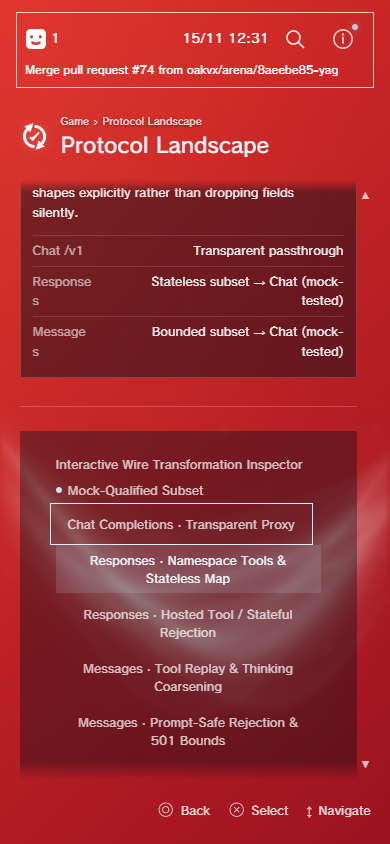 1
15/11 12:31
Merge pull request #74 from oakvx/arena/8aeebe85-yag
Game > Protocol Landscape
Protocol Landscape
shapes explicitly rather than dropping fields
silently.
Chat /v1
Transparent passthrough
Response
s
Stateless subset → Chat (mock-
tested)
Message
s
Bounded subset → Chat (mock-
tested)
Interactive Wire Transformation Inspector
Mock-Qualified Subset
Chat Completions · Transparent Proxy
Responses · Namespace Tools &
Stateless Map
Responses · Hosted Tool / Stateful
Rejection
Messages · Tool Replay & Thinking
Coarsening
Messages · Prompt-Safe Rejection &
501 Bounds
Back
Select
Navigate